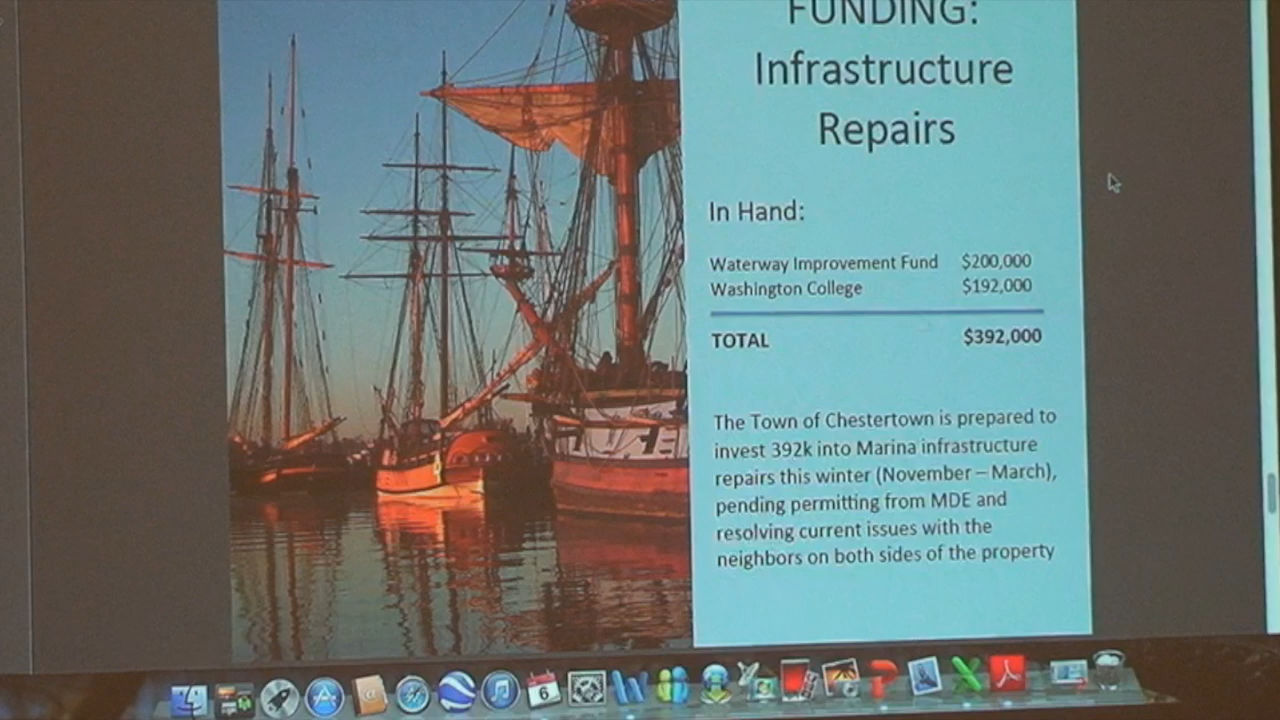 FUNDING:
Infrastructure
Repairs
In Hand:
Waterway Improvement Fund $200,000
Washington College $192,000
TOTAL $392,000
The Town of Chestertown is prepared to
invest 392k into Marina infrastructure
repairs this winter (November – March),
pending permitting from MDE and
resolving current issues with the
neighbors on both sides of the property
6